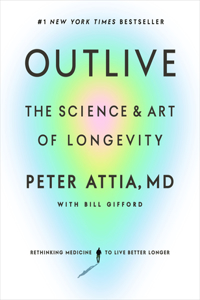 #1 NEW YORK TIMES BESTSELLER
OUTLIVE
THE SCIENCE & ART
OF LONGEVITY
PETER ATTIA, MD
WITH BILL GIFFORD
RETHINKING MEDICINE TO LIVE BETTER LONGER